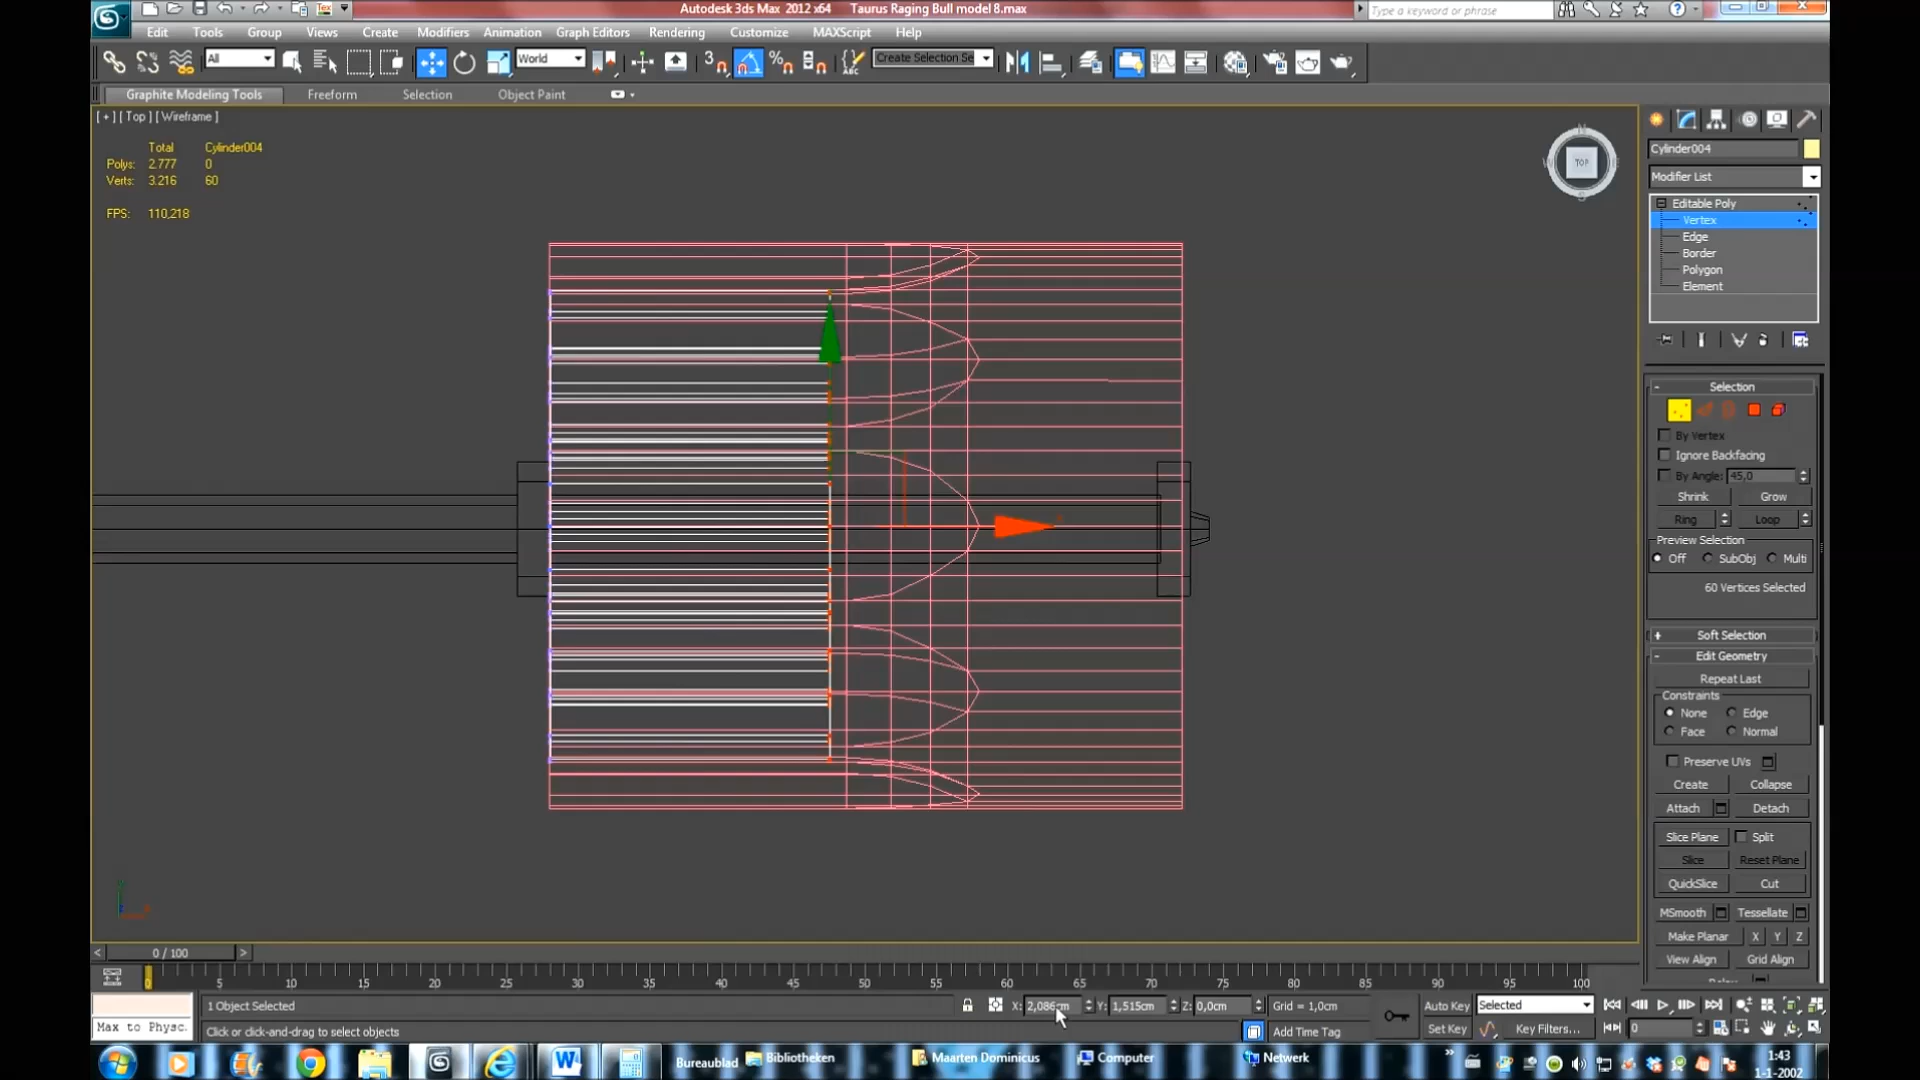 Autodesk 3ds Max 2012 x64 Taurus Raging Bull model 8.max
Type a keyword or phrase
Edit Tools Group Views Create Modifiers Animation Graph Editors Rendering Customize MAXScript Help
All World 3 Create Selection Se
Graphite Modeling Tools Freeform Selection Object Paint
[ + ] [ Top ] [ Wireframe ]
Total Cylinder004
Polys: 2.777 0
Verts: 3.216 60
FPS: 110,218
TOP
Cylinder004
Modifier List
Editable Poly
Vertex
Edge
Border
Polygon
Element
Selection
By Vertex
Ignore Backfacing
By Angle: 45,0
Shrink Grow
Ring Loop
Preview Selection
Off SubObj Multi
60 Vertices Selected
Soft Selection
Edit Geometry
Repeat Last
Constraints
None Edge
Face Normal
Preserve UVs
Create Collapse
Attach Detach
Slice Plane Split
Slice Reset Plane
QuickSlice Cut
MSmooth Tessellate
Make Planar X Y Z
View Align Grid Align
0 / 100
0 5 10 15 20 25 30 35 40 45 50 55 60 65 70 75 80 85 90 95 100
1 Object Selected X: 2,086cm Y: 1,515cm Z: 0,0cm Grid = 1,0cm Auto Key Selected
Max to Physc. Click or click-and-drag to select objects Add Time Tag Set Key Key Filters... 0
Bureaublad Bibliotheken Maarten Dominicus Computer Netwerk
1:43
1-1-2002